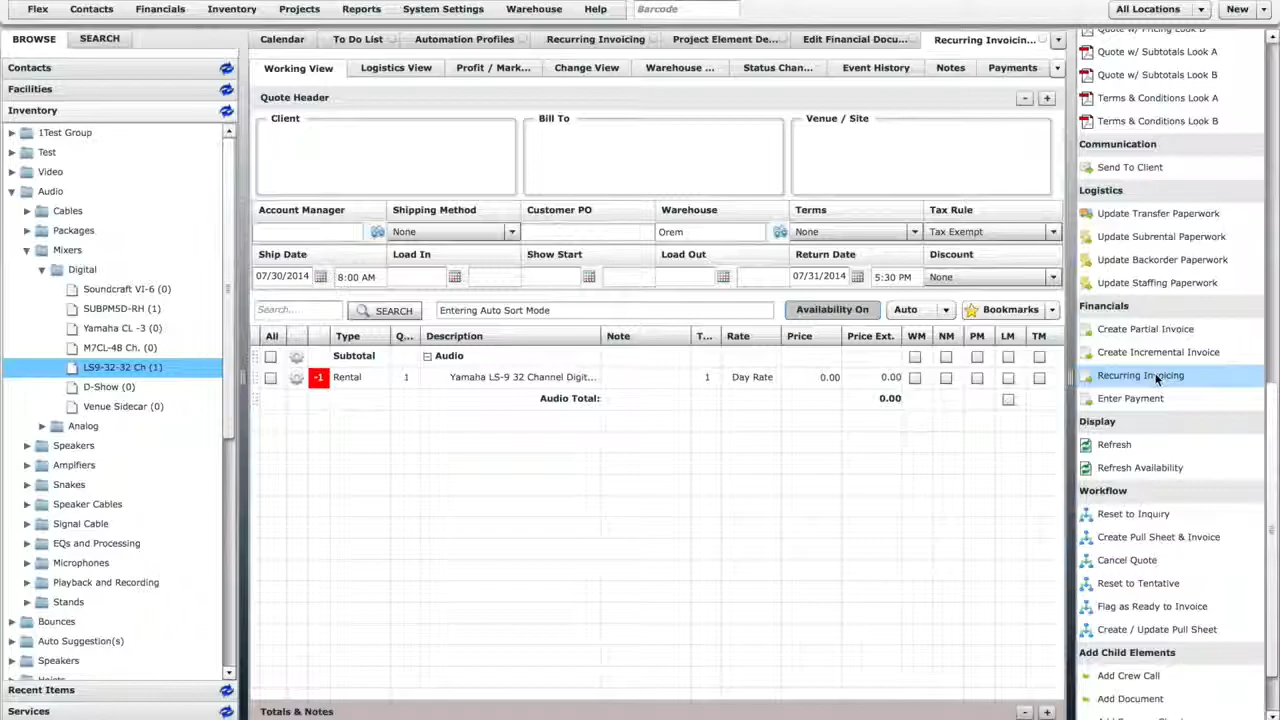 Flex Contacts Financials Inventory Projects Reports System Settings Warehouse Help Barcode All Locations New
BROWSE SEARCH
Contacts
Facilities
Inventory
1Test Group
Test
Video
Audio
Cables
Packages
Mixers
Digital
Soundcraft VI-6 (0)
SUBPM5D-RH (1)
Yamaha CL -3 (0)
M7CL-48 Ch. (0)
LS9-32-32 Ch (1)
D-Show (0)
Venue Sidecar (0)
Analog
Speakers
Amplifiers
Snakes
Speaker Cables
Signal Cable
EQs and Processing
Microphones
Playback and Recording
Stands
Bounces
Auto Suggestion(s)
Speakers
Recent Items
Services
Calendar To Do List Automation Profiles Recurring Invoicing Project Element De... Edit Financial Docu... Recurring Invoicin...
Working View Logistics View Profit / Mark... Change View Warehouse ... Status Chan... Event History Notes Payments
Quote Header - +
Client Bill To Venue / Site
Account Manager Shipping Method Customer PO Warehouse Terms Tax Rule
None Orem None Tax Exempt
Ship Date Load In Show Start Load Out Return Date Discount
07/30/2014 8:00 AM 07/31/2014 5:30 PM None
Search... SEARCH Entering Auto Sort Mode Availability On Auto Bookmarks
All Type Q... Description Note T... Rate Price Price Ext. WM NM PM LM TM
Subtotal Audio
-1 Rental 1 Yamaha LS-9 32 Channel Digit... 1 Day Rate 0.00 0.00
Audio Total: 0.00
Totals & Notes - +
Quote w/ Pricing Look D
Quote w/ Subtotals Look A
Quote w/ Subtotals Look B
Terms & Conditions Look A
Terms & Conditions Look B
Communication
Send To Client
Logistics
Update Transfer Paperwork
Update Subrental Paperwork
Update Backorder Paperwork
Update Staffing Paperwork
Financials
Create Partial Invoice
Create Incremental Invoice
Recurring Invoicing
Enter Payment
Display
Refresh
Refresh Availability
Workflow
Reset to Inquiry
Create Pull Sheet & Invoice
Cancel Quote
Reset to Tentative
Flag as Ready to Invoice
Create / Update Pull Sheet
Add Child Elements
Add Crew Call
Add Document